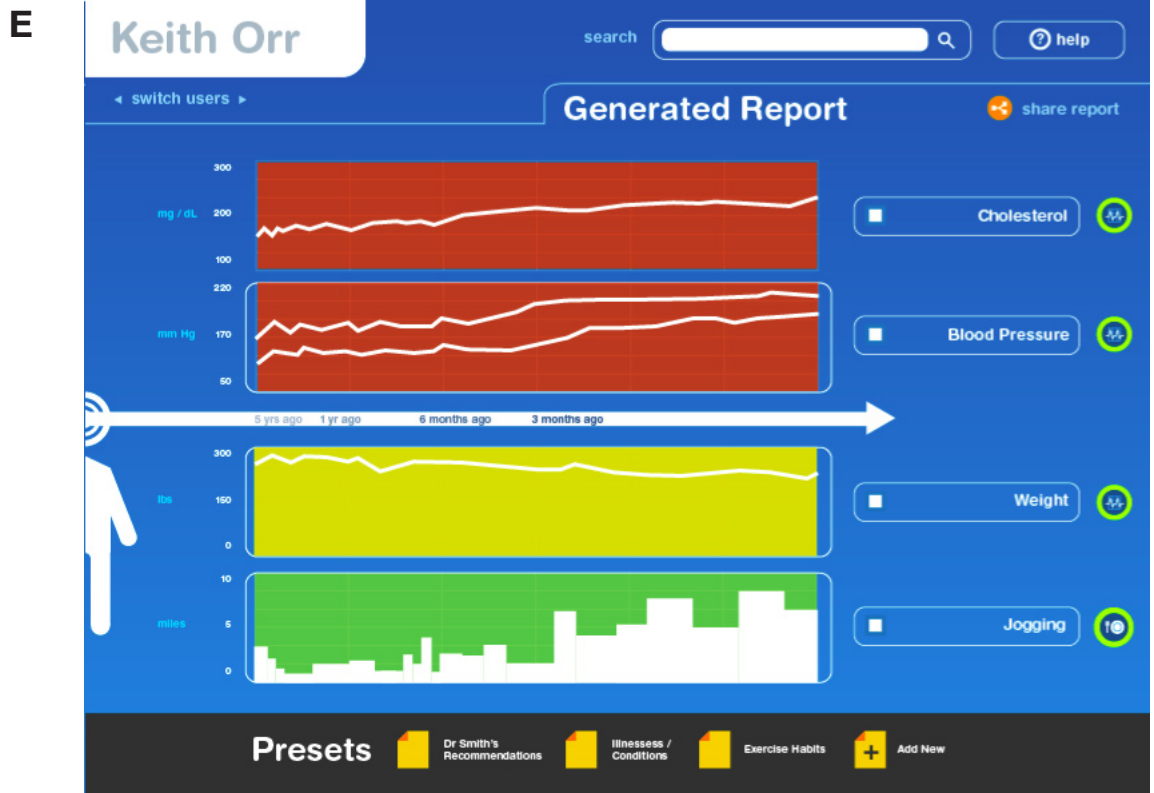 E
Keith Orr
search
help
switch users
Generated Report
share report
300
mg / dL 200
100
Cholesterol
220
mm Hg 170
50
Blood Pressure
5 yrs ago 1 yr ago 6 months ago 3 months ago
300
lbs 150
0
Weight
10
miles 5
0
Jogging
Presets
Dr Smith's
Recommendations
Illnessess /
Conditions
Exercise Habits
Add New